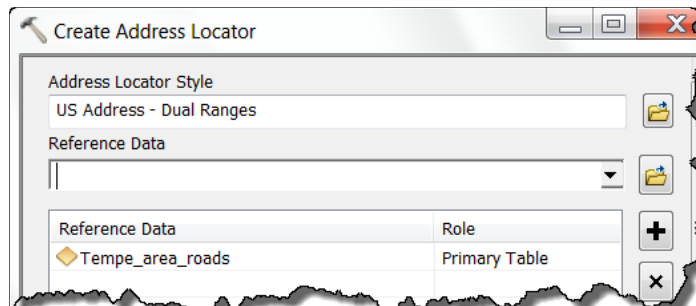 Create Address Locator
Address Locator Style
US Address - Dual Ranges
Reference Data
Reference Data Role
Tempe_area_roads Primary Table